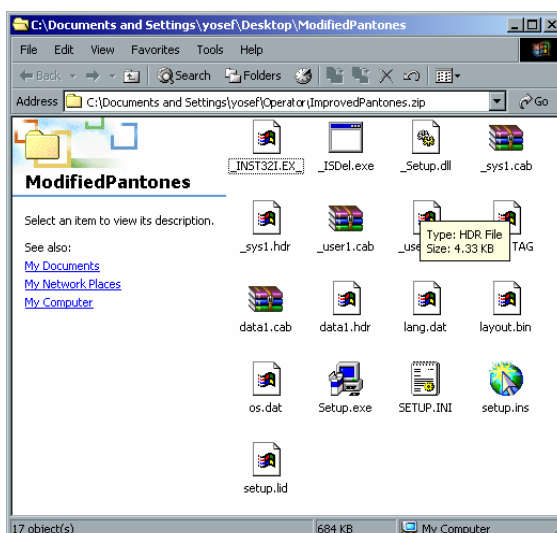 C:\Documents and Settings\yosef\Desktop\ModifiedPantones
File Edit View Favorites Tools Help
Back Search Folders
Address C:\Documents and Settings\yosef\Operator\ImprovedPantones.zip Go
ModifiedPantones
Select an item to view its description.
See also:
My Documents
My Network Places
My Computer
_INST32I.EX_ _ISDel.exe _Setup.dll _sys1.cab
_sys1.hdr _user1.cab _use TAG
Type: HDR File
Size: 4.33 KB
data1.cab data1.hdr lang.dat layout.bin
os.dat Setup.exe SETUP.INI setup.ins
setup.lid
17 object(s) 684 KB My Computer